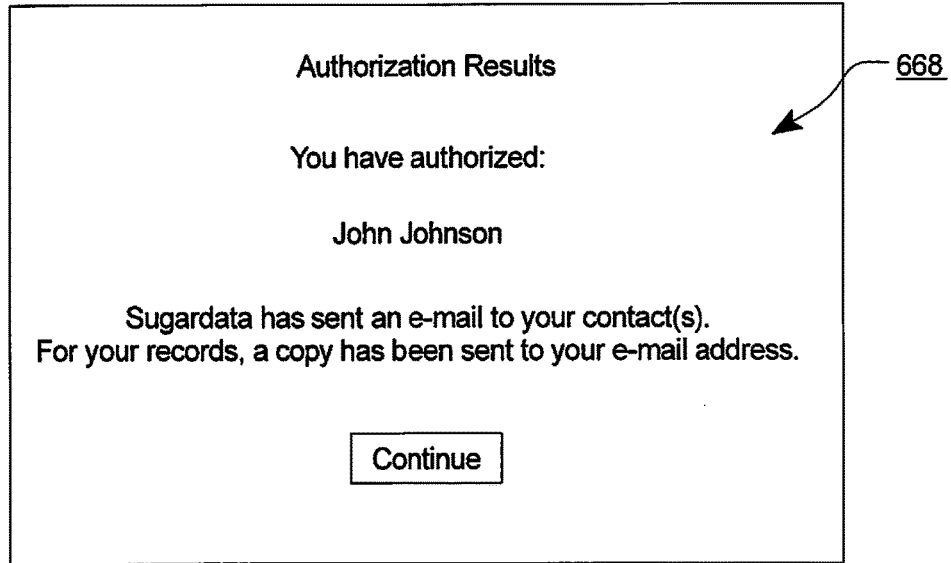 Authorization Results
668
You have authorized:
John Johnson
Sugardata has sent an e-mail to your contact(s).
For your records, a copy has been sent to your e-mail address.
Continue